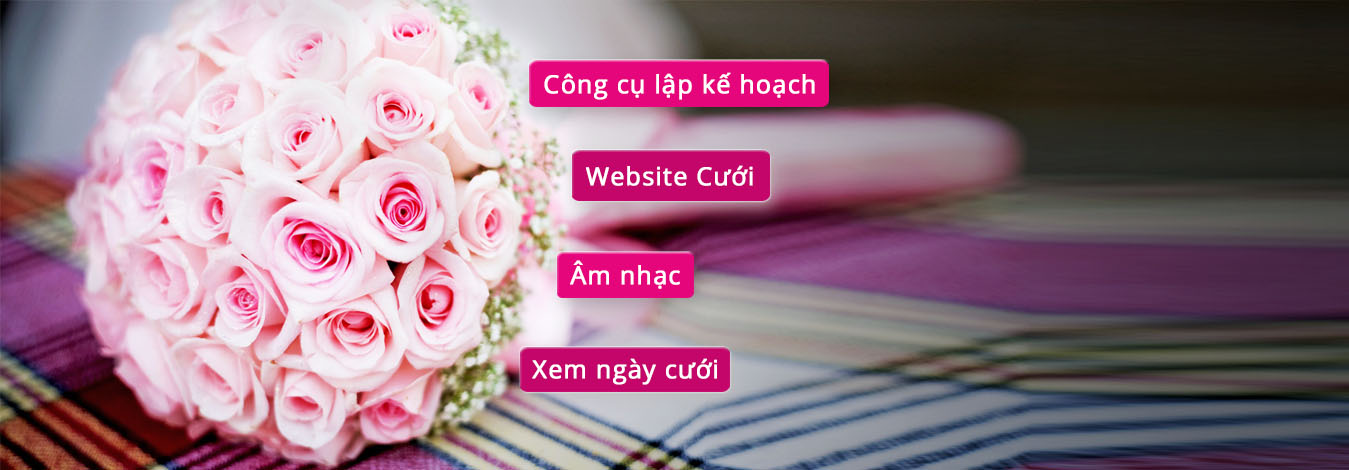 Công cụ lập kế hoạch
Website Cưới
Âm nhạc
Xem ngày cưới